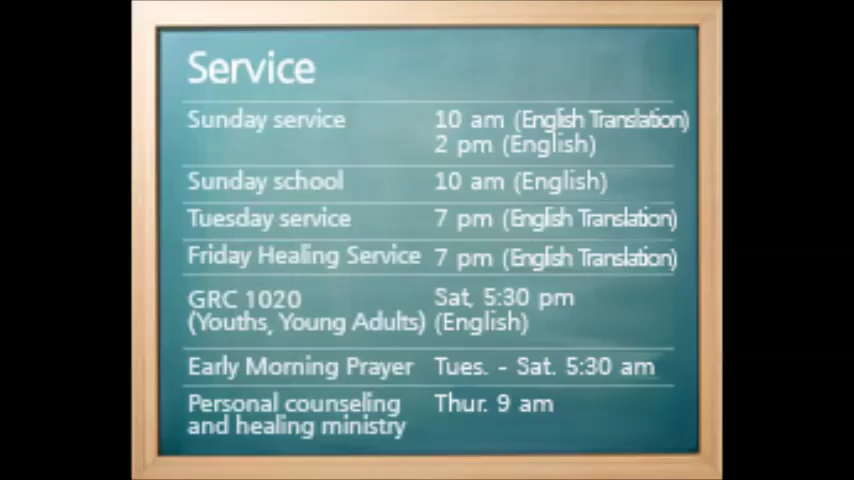 Service
Sunday service 10 am (English Translation)
2 pm (English)
Sunday school 10 am (English)
Tuesday service 7 pm (English Translation)
Friday Healing Service 7 pm (English Translation)
GRC 1020 Sat, 5:30 pm
(Youths, Young Adults) (English)
Early Morning Prayer Tues. - Sat. 5:30 am
Personal counseling Thur. 9 am
and healing ministry